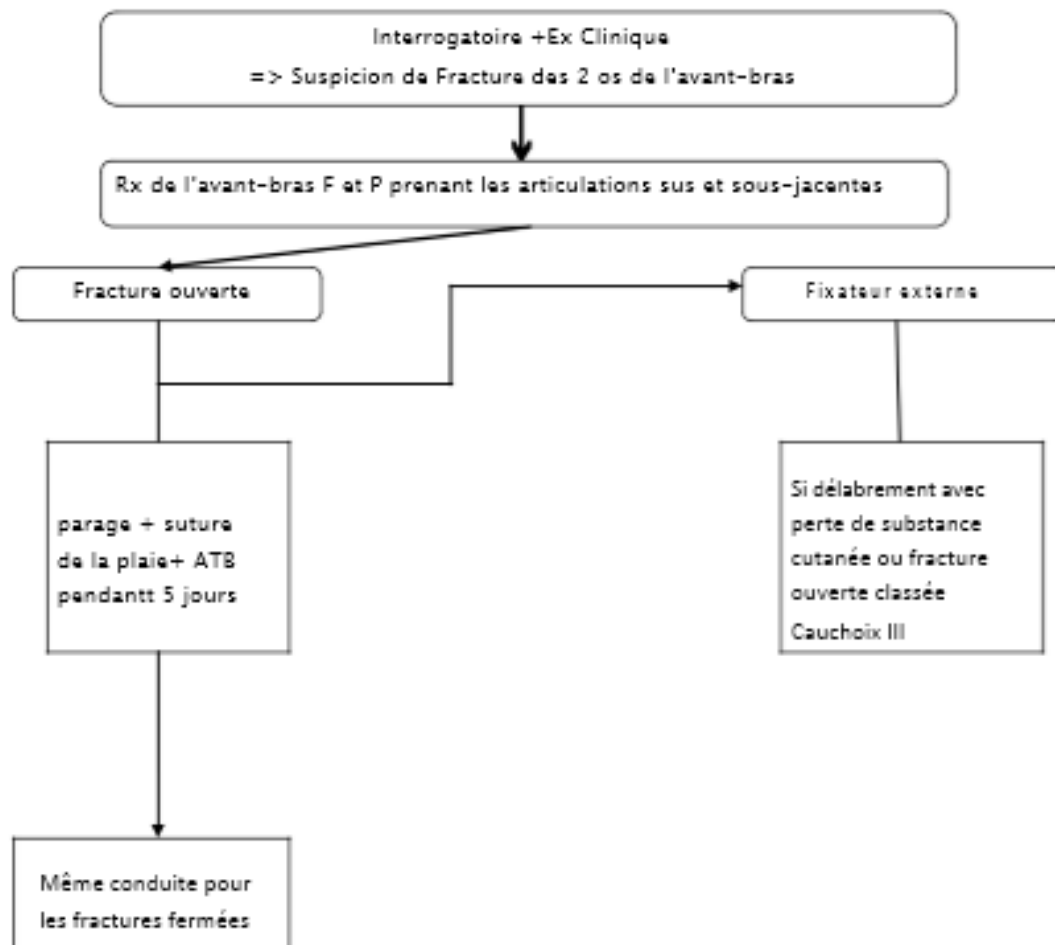 Interrogatoire +Ex Clinique
=> Suspicion de Fracture des 2 os de l'avant-bras
Rx de l'avant-bras F et P prenant les articulations sus et sous-jacentes
Fracture ouverte
Fixateur externe
parage + suture
de la plaie+ ATB
pendantt 5 jours
Si délabrement avec
perte de substance
cutanée ou fracture
ouverte classée
Cauchoix III
Même conduite pour
les fractures fermées